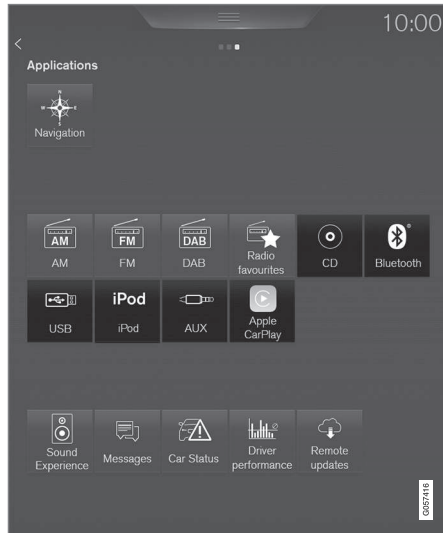 10:00
Applications
N
W E
S
Navigation
AM
FM
DAB
AM
FM
DAB
Radio
favourites
CD
Bluetooth
iPod
USB
iPod
AUX
Apple
CarPlay
Sound
Experience
Messages
Car Status
Driver
performance
Remote
updates
G057416